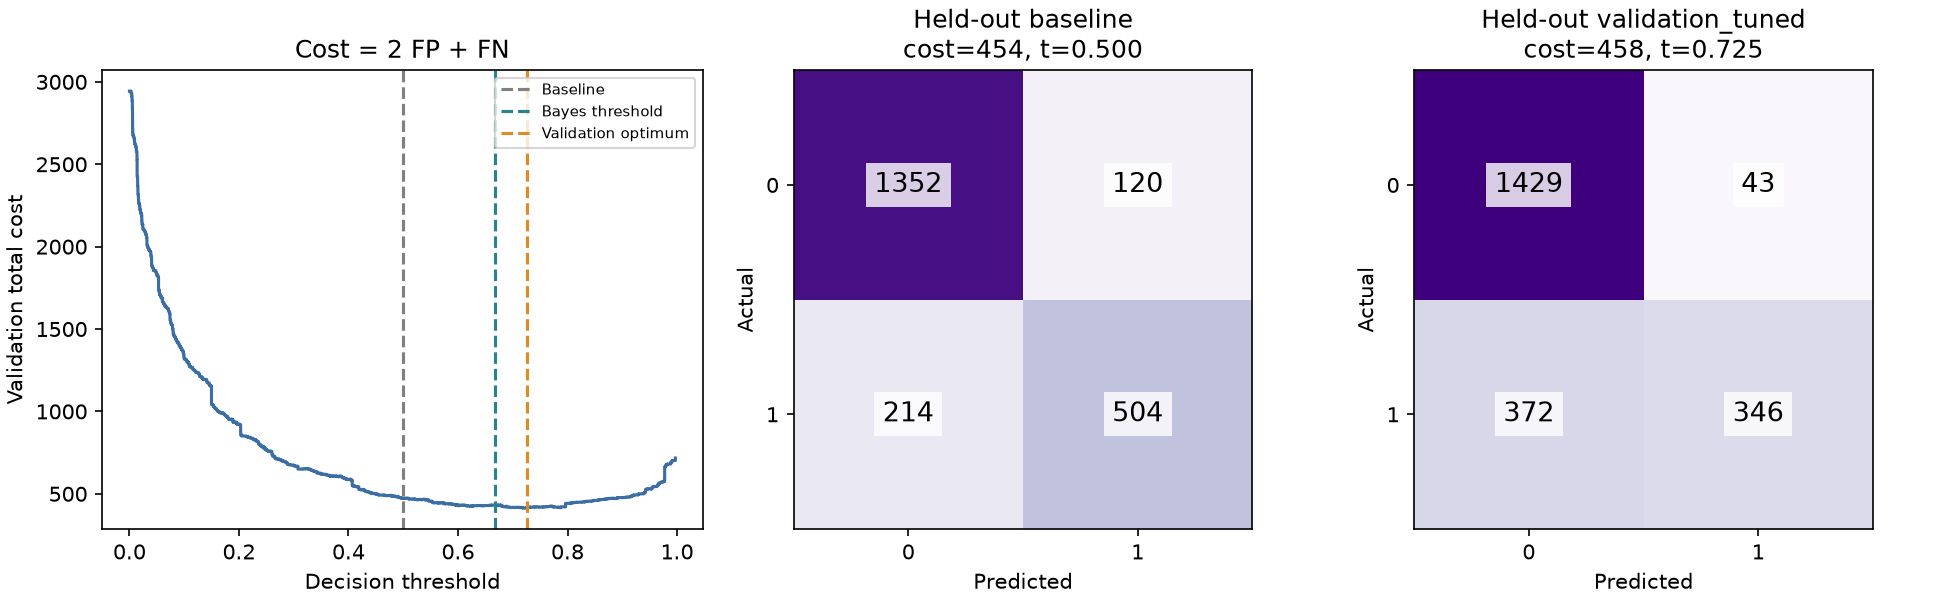 Cost = 2 FP + FN
Validation total cost
3000
2500
2000
1500
1000
500
0.0 0.2 0.4 0.6 0.8 1.0
Decision threshold
Baseline
Bayes threshold
Validation optimum
Held-out baseline
cost=454, t=0.500
Actual
0
1
1352 120
214 504
0 1
Predicted
Held-out validation_tuned
cost=458, t=0.725
Actual
0
1
1429 43
372 346
0 1
Predicted